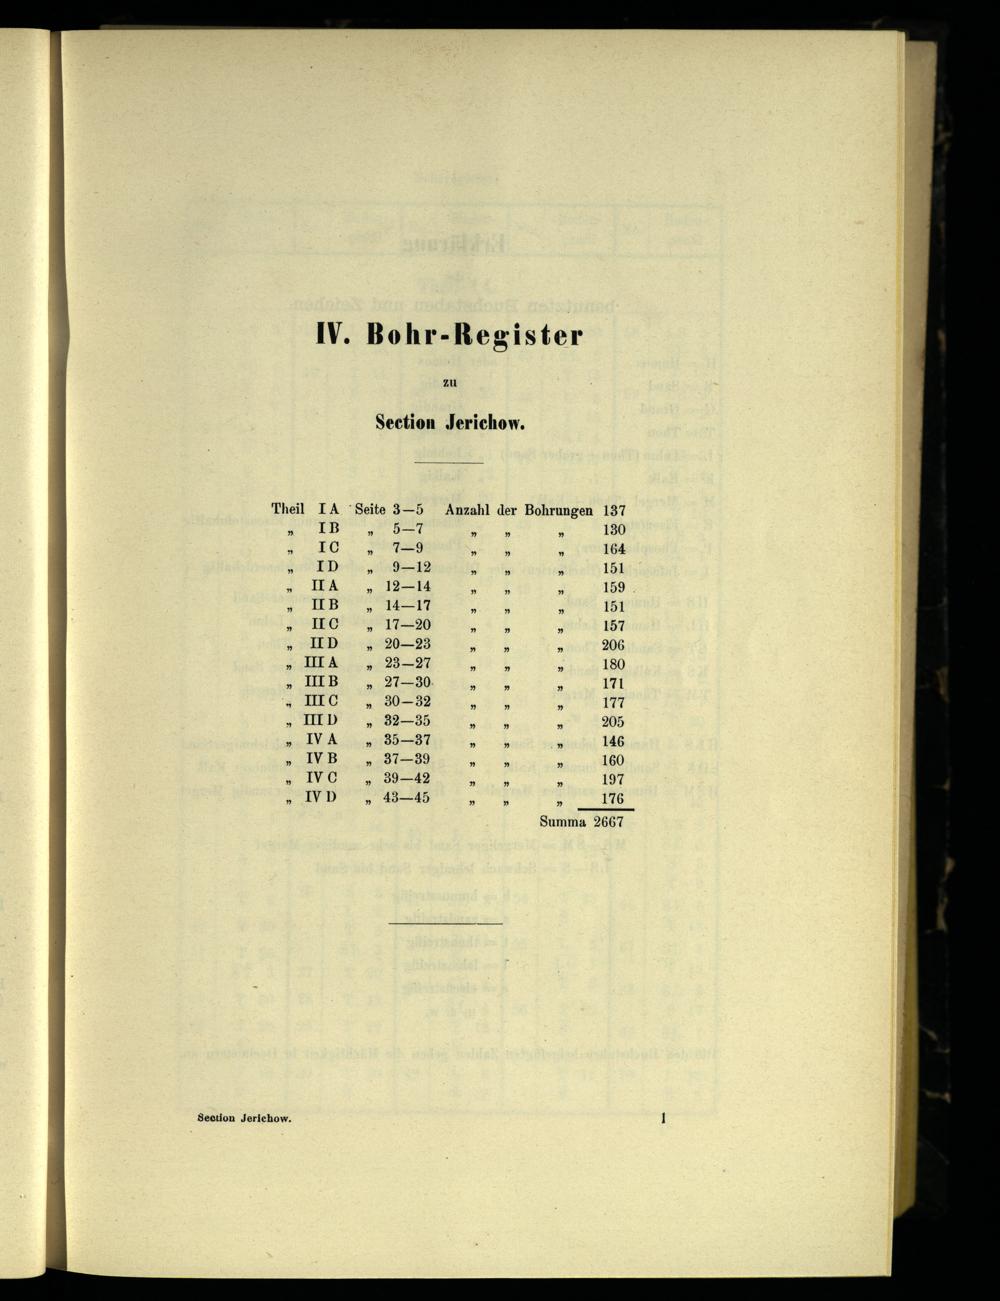 IV. Bohr-Register
zu
Section Jerichow.
Theil I A Seite 3—5 Anzahl der Bohrungen 137
„ I B „ 5—7 „ „ „ 130
„ I C „ 7—9 „ „ „ 164
„ I D „ 9—12 „ „ „ 151
„ II A „ 12—14 „ „ „ 159
„ II B „ 14—17 „ „ „ 151
„ II C „ 17—20 „ „ „ 157
„ II D „ 20—23 „ „ „ 206
„ III A „ 23—27 „ „ „ 180
„ III B „ 27—30 „ „ „ 171
„ III C „ 30—32 „ „ „ 177
„ III D „ 32—35 „ „ „ 205
„ IV A „ 35—37 „ „ „ 146
„ IV B „ 37—39 „ „ „ 160
„ IV C „ 39—42 „ „ „ 197
„ IV D „ 43—45 „ „ „ 176
Summa 2667
Section Jerichow. 1